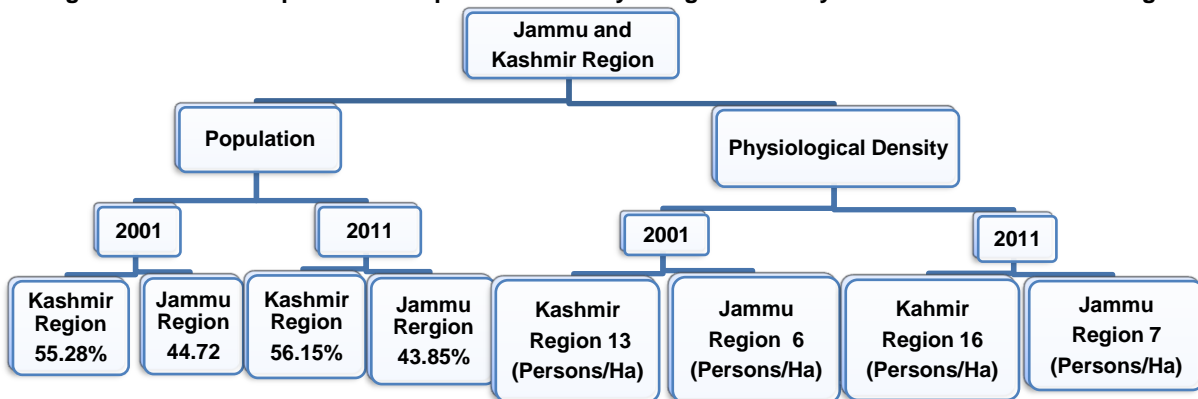 Jammu and
Kashmir Region
Population
Physiological Density
2001
2011
2001
2011
Kashmir
Region
55.28%
Jammu
Region
44.72
Kashmir
Region
56.15%
Jammu
Rergion
43.85%
Kashmir
Region 13
(Persons/Ha)
Jammu
Region 6
(Persons/Ha)
Kahmir
Region 16
(Persons/Ha)
Jammu
Region 7
(Persons/Ha)